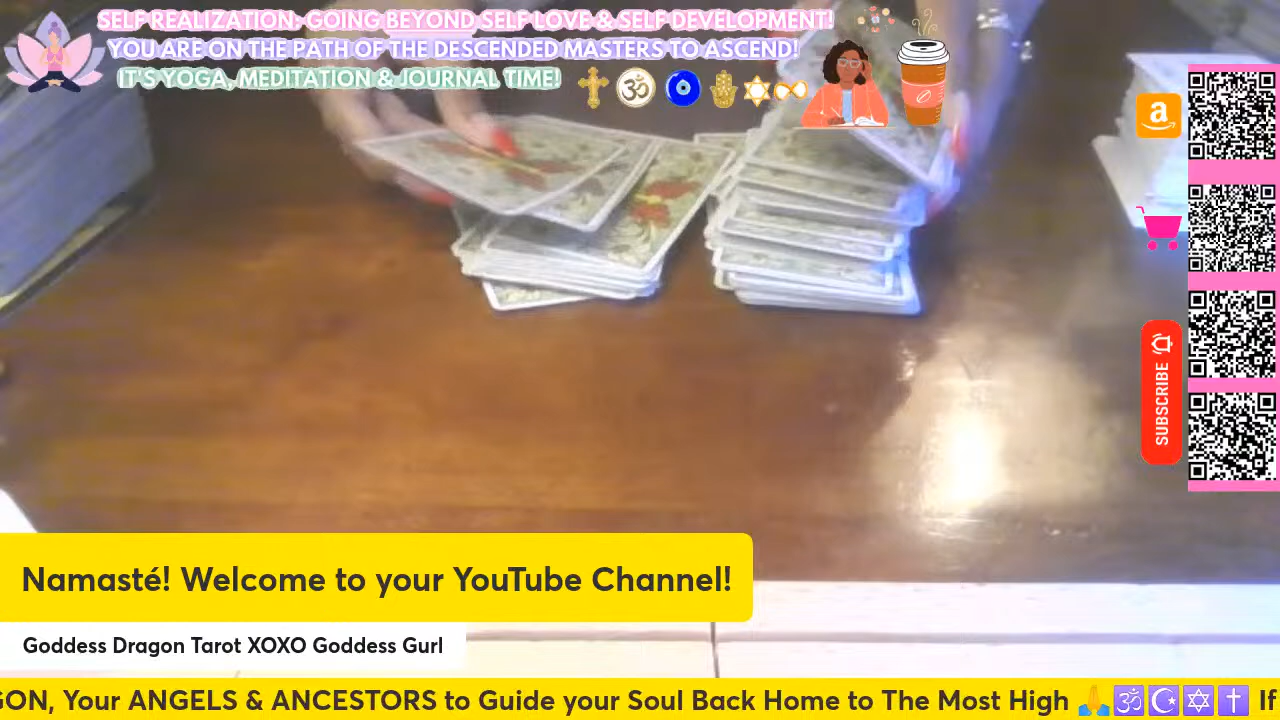 SELF REALIZATION: GOING BEYOND SELF LOVE & SELF DEVELOPMENT!
YOU ARE ON THE PATH OF THE DESCENDED MASTERS TO ASCEND!
IT'S YOGA, MEDITATION & JOURNAL TIME!
SUBSCRIBE
Namasté! Welcome to your YouTube Channel!
Goddess Dragon Tarot XOXO Goddess Gurl
GON, Your ANGELS & ANCESTORS to Guide your Soul Back Home to The Most High 🙏🕉☪✡✝ If